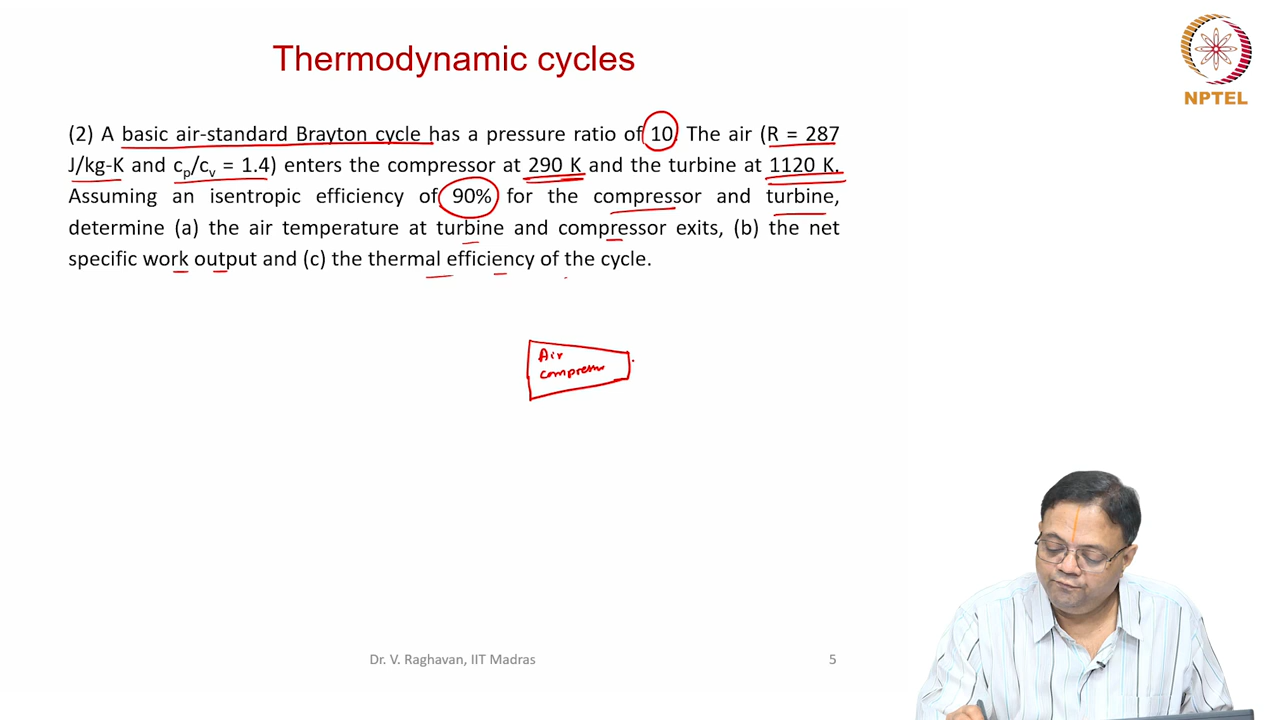 Thermodynamic cycles
NPTEL
(2) A basic air-standard Brayton cycle has a pressure ratio of 10. The air (R = 287
J/kg-K and cp/cv = 1.4) enters the compressor at 290 K and the turbine at 1120 K.
Assuming an isentropic efficiency of 90% for the compressor and turbine,
determine (a) the air temperature at turbine and compressor exits, (b) the net
specific work output and (c) the thermal efficiency of the cycle.
Air
compressor
Dr. V. Raghavan, IIT Madras
5